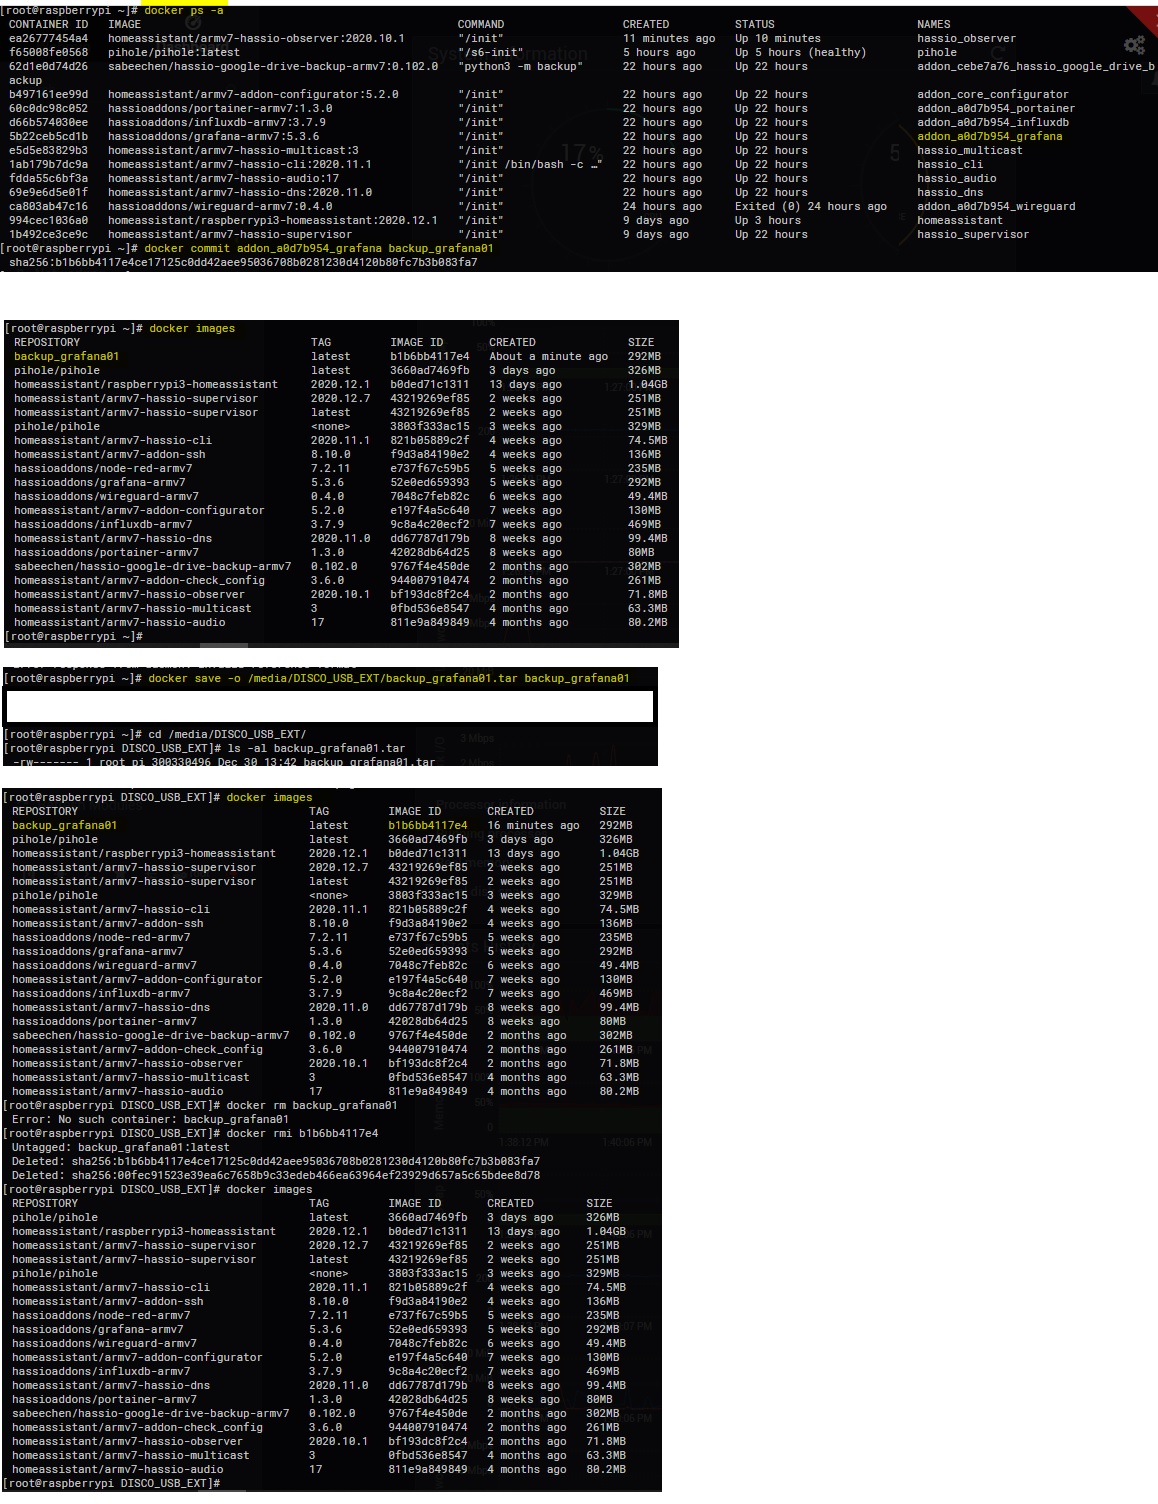 [root@raspberrypi ~]# docker ps -a
CONTAINER ID IMAGE COMMAND CREATED STATUS NAMES
ea26777454a4 homeassistant/armv7-hassio-observer:2020.10.1 "/init" 11 minutes ago Up 10 minutes hassio_observer
f65008fe0568 pihole/pihole:latest "/s6-init" 5 hours ago Up 5 hours (healthy) pihole
62d1e0d74d26 sabeechen/hassio-google-drive-backup-armv7:0.102.0 "python3 -m backup" 22 hours ago Up 22 hours addon_cebe7a76_hassio_google_drive_b
ackup
b497161ee99d homeassistant/armv7-addon-configurator:5.2.0 "/init" 22 hours ago Up 22 hours addon_core_configurator
60c0dc98c052 hassioaddons/portainer-armv7:1.3.0 "/init" 22 hours ago Up 22 hours addon_a0d7b954_portainer
d66b574030ee hassioaddons/influxdb-armv7:3.7.9 "/init" 22 hours ago Up 22 hours addon_a0d7b954_influxdb
5b22ceb5cd1b hassioaddons/grafana-armv7:5.3.6 "/init" 22 hours ago Up 22 hours addon_a0d7b954_grafana
e5d5e83829b3 homeassistant/armv7-hassio-multicast:3 "/init" 22 hours ago Up 22 hours hassio_multicast
1ab179b7dc9a homeassistant/armv7-hassio-cli:2020.11.1 "/init /bin/bash -c …" 22 hours ago Up 22 hours hassio_cli
fdda55c6bf3a homeassistant/armv7-hassio-audio:17 "/init" 22 hours ago Up 22 hours hassio_audio
69e9e6d5e01f homeassistant/armv7-hassio-dns:2020.11.0 "/init" 22 hours ago Up 22 hours hassio_dns
ca803ab47c16 hassioaddons/wireguard-armv7:0.4.0 "/init" 24 hours ago Exited (0) 24 hours ago addon_a0d7b954_wireguard
994cec1036a0 homeassistant/raspberrypi3-homeassistant:2020.12.1 "/init" 9 days ago Up 3 hours homeassistant
1b492ce3ce9c homeassistant/armv7-hassio-supervisor "/init" 9 days ago Up 22 hours hassio_supervisor
[root@raspberrypi ~]# docker commit addon_a0d7b954_grafana backup_grafana01
sha256:b1b6bb4117e4ce17125c0dd42aee95036708b0281230d4120b80fc7b3b083fa7
[root@raspberrypi ~]# docker images
REPOSITORY TAG IMAGE ID CREATED SIZE
backup_grafana01 latest b1b6bb4117e4 About a minute ago 292MB
pihole/pihole latest 3660ad7469fb 3 days ago 326MB
homeassistant/raspberrypi3-homeassistant 2020.12.1 b0ded71c1311 13 days ago 1.04GB
homeassistant/armv7-hassio-supervisor 2020.12.7 43219269ef85 2 weeks ago 251MB
homeassistant/armv7-hassio-supervisor latest 43219269ef85 2 weeks ago 251MB
pihole/pihole <none> 3803f333ac15 3 weeks ago 329MB
homeassistant/armv7-hassio-cli 2020.11.1 821b05889c2f 4 weeks ago 74.5MB
homeassistant/armv7-addon-ssh 8.10.0 f9d3a84190e2 4 weeks ago 136MB
hassioaddons/node-red-armv7 7.2.11 e737f67c59b5 5 weeks ago 235MB
hassioaddons/grafana-armv7 5.3.6 52e0ed659393 5 weeks ago 292MB
hassioaddons/wireguard-armv7 0.4.0 7048c7feb82c 6 weeks ago 49.4MB
homeassistant/armv7-addon-configurator 5.2.0 e197f4a5c640 7 weeks ago 130MB
hassioaddons/influxdb-armv7 3.7.9 9c8a4c20ecf2 7 weeks ago 469MB
homeassistant/armv7-hassio-dns 2020.11.0 dd67787d179b 8 weeks ago 99.4MB
hassioaddons/portainer-armv7 1.3.0 42028db64d25 8 weeks ago 80MB
sabeechen/hassio-google-drive-backup-armv7 0.102.0 9767f4e450de 2 months ago 302MB
homeassistant/armv7-addon-check_config 3.6.0 944007910474 2 months ago 261MB
homeassistant/armv7-hassio-observer 2020.10.1 bf193dc8f2c4 2 months ago 71.8MB
homeassistant/armv7-hassio-multicast 3 0fbd536e8547 4 months ago 63.3MB
homeassistant/armv7-hassio-audio 17 811e9a849849 4 months ago 80.2MB
[root@raspberrypi ~]#
[root@raspberrypi ~]# docker save -o /media/DISCO_USB_EXT/backup_grafana01.tar backup_grafana01
[root@raspberrypi ~]# cd /media/DISCO_USB_EXT/
[root@raspberrypi DISCO_USB_EXT]# ls -al backup_grafana01.tar
-rw------- 1 root pi 300330496 Dec 30 13:42 backup_grafana01.tar
[root@raspberrypi DISCO_USB_EXT]# docker images
REPOSITORY TAG IMAGE ID CREATED SIZE
backup_grafana01 latest b1b6bb4117e4 16 minutes ago 292MB
pihole/pihole latest 3660ad7469fb 3 days ago 326MB
homeassistant/raspberrypi3-homeassistant 2020.12.1 b0ded71c1311 13 days ago 1.04GB
homeassistant/armv7-hassio-supervisor 2020.12.7 43219269ef85 2 weeks ago 251MB
homeassistant/armv7-hassio-supervisor latest 43219269ef85 2 weeks ago 251MB
pihole/pihole <none> 3803f333ac15 3 weeks ago 329MB
homeassistant/armv7-hassio-cli 2020.11.1 821b05889c2f 4 weeks ago 74.5MB
homeassistant/armv7-addon-ssh 8.10.0 f9d3a84190e2 4 weeks ago 136MB
hassioaddons/node-red-armv7 7.2.11 e737f67c59b5 5 weeks ago 235MB
hassioaddons/grafana-armv7 5.3.6 52e0ed659393 5 weeks ago 292MB
hassioaddons/wireguard-armv7 0.4.0 7048c7feb82c 6 weeks ago 49.4MB
homeassistant/armv7-addon-configurator 5.2.0 e197f4a5c640 7 weeks ago 130MB
hassioaddons/influxdb-armv7 3.7.9 9c8a4c20ecf2 7 weeks ago 469MB
homeassistant/armv7-hassio-dns 2020.11.0 dd67787d179b 8 weeks ago 99.4MB
hassioaddons/portainer-armv7 1.3.0 42028db64d25 8 weeks ago 80MB
sabeechen/hassio-google-drive-backup-armv7 0.102.0 9767f4e450de 2 months ago 302MB
homeassistant/armv7-addon-check_config 3.6.0 944007910474 2 months ago 261MB
homeassistant/armv7-hassio-observer 2020.10.1 bf193dc8f2c4 2 months ago 71.8MB
homeassistant/armv7-hassio-multicast 3 0fbd536e8547 4 months ago 63.3MB
homeassistant/armv7-hassio-audio 17 811e9a849849 4 months ago 80.2MB
[root@raspberrypi DISCO_USB_EXT]# docker rm backup_grafana01
Error: No such container: backup_grafana01
[root@raspberrypi DISCO_USB_EXT]# docker rmi b1b6bb4117e4
Untagged: backup_grafana01:latest
Deleted: sha256:b1b6bb4117e4ce17125c0dd42aee95036708b0281230d4120b80fc7b3b083fa7
Deleted: sha256:00fec91523e39ea6c7658b9c33edeb466ea63964ef23929d657a5c65bdee8d78
[root@raspberrypi DISCO_USB_EXT]# docker images
REPOSITORY TAG IMAGE ID CREATED SIZE
pihole/pihole latest 3660ad7469fb 3 days ago 326MB
homeassistant/raspberrypi3-homeassistant 2020.12.1 b0ded71c1311 13 days ago 1.04GB
homeassistant/armv7-hassio-supervisor 2020.12.7 43219269ef85 2 weeks ago 251MB
homeassistant/armv7-hassio-supervisor latest 43219269ef85 2 weeks ago 251MB
pihole/pihole <none> 3803f333ac15 3 weeks ago 329MB
homeassistant/armv7-hassio-cli 2020.11.1 821b05889c2f 4 weeks ago 74.5MB
homeassistant/armv7-addon-ssh 8.10.0 f9d3a84190e2 4 weeks ago 136MB
hassioaddons/node-red-armv7 7.2.11 e737f67c59b5 5 weeks ago 235MB
hassioaddons/grafana-armv7 5.3.6 52e0ed659393 5 weeks ago 292MB
hassioaddons/wireguard-armv7 0.4.0 7048c7feb82c 6 weeks ago 49.4MB
homeassistant/armv7-addon-configurator 5.2.0 e197f4a5c640 7 weeks ago 130MB
hassioaddons/influxdb-armv7 3.7.9 9c8a4c20ecf2 7 weeks ago 469MB
homeassistant/armv7-hassio-dns 2020.11.0 dd67787d179b 8 weeks ago 99.4MB
hassioaddons/portainer-armv7 1.3.0 42028db64d25 8 weeks ago 80MB
sabeechen/hassio-google-drive-backup-armv7 0.102.0 9767f4e450de 2 months ago 302MB
homeassistant/armv7-addon-check_config 3.6.0 944007910474 2 months ago 261MB
homeassistant/armv7-hassio-observer 2020.10.1 bf193dc8f2c4 2 months ago 71.8MB
homeassistant/armv7-hassio-multicast 3 0fbd536e8547 4 months ago 63.3MB
homeassistant/armv7-hassio-audio 17 811e9a849849 4 months ago 80.2MB
[root@raspberrypi DISCO_USB_EXT]#